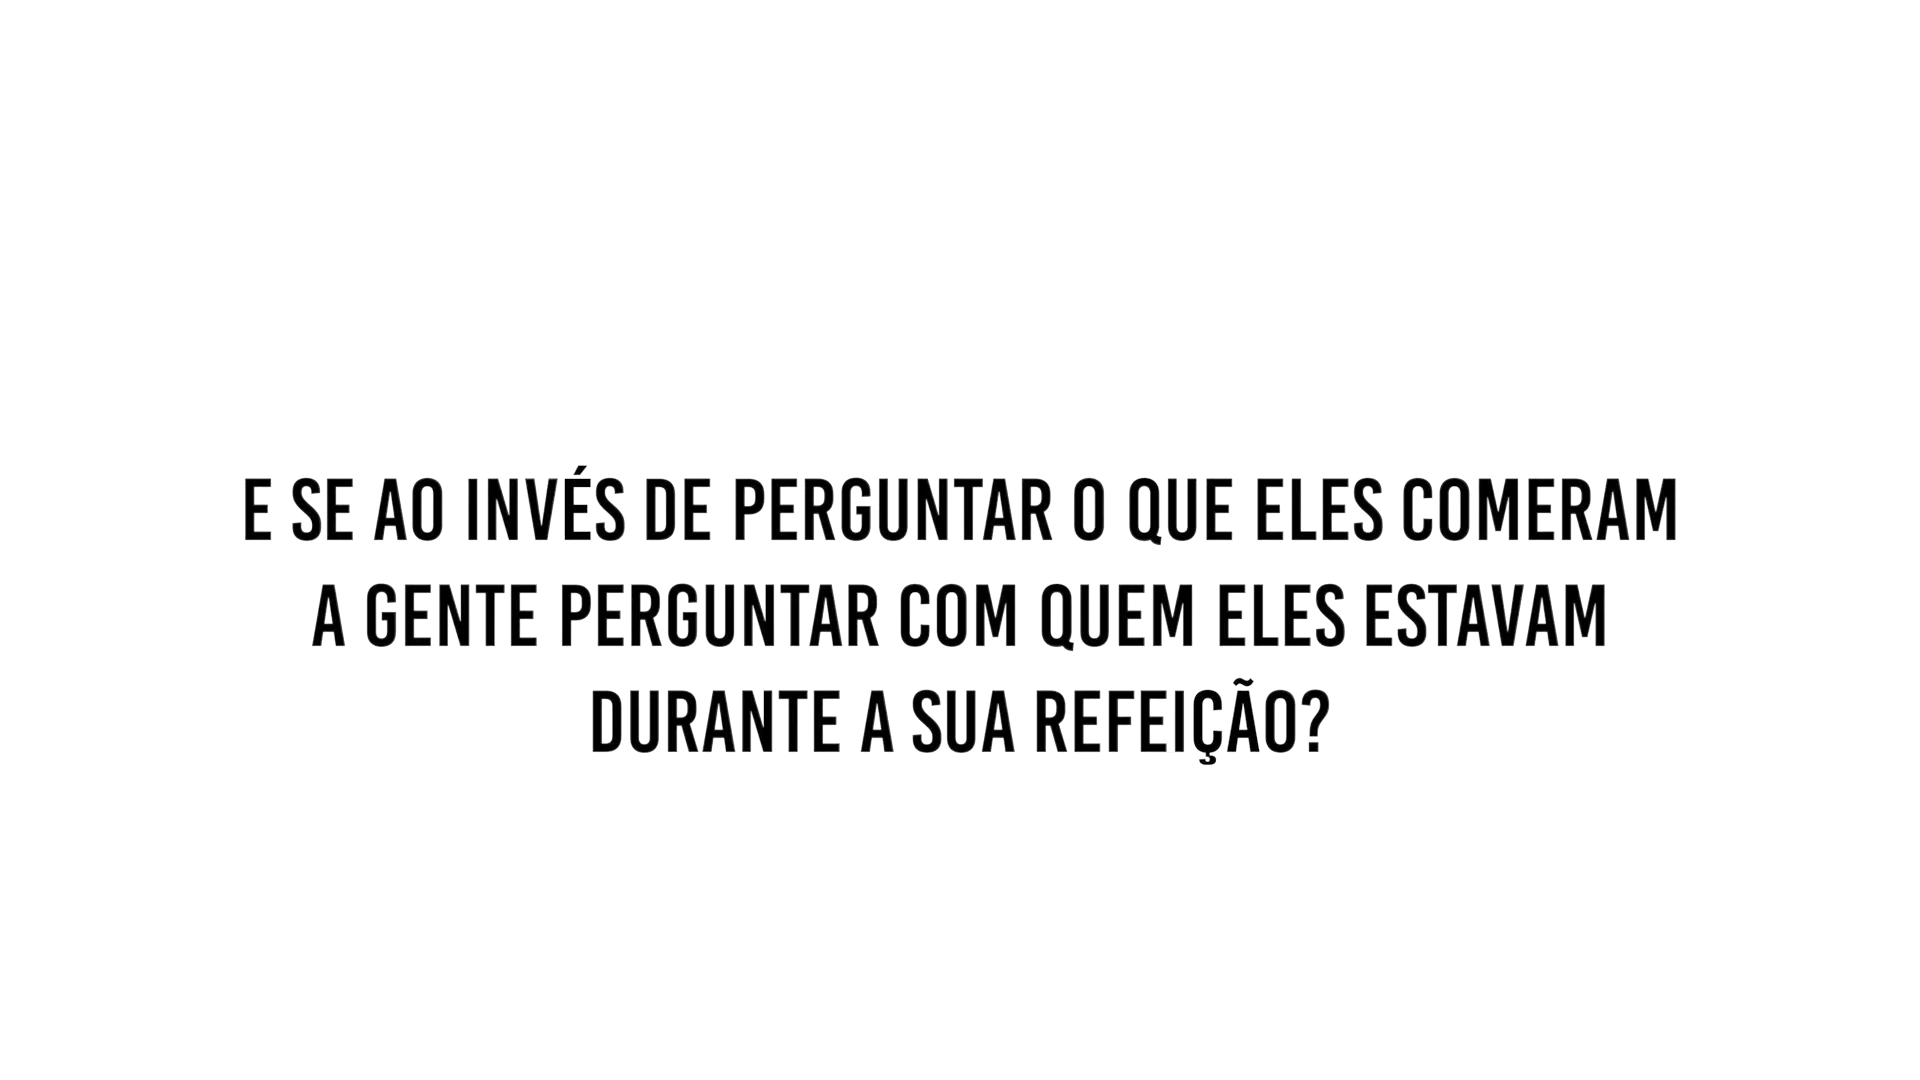 E SE AO INVÉS DE PERGUNTAR O QUE ELES COMERAM
A GENTE PERGUNTAR COM QUEM ELES ESTAVAM
DURANTE A SUA REFEIÇÃO?